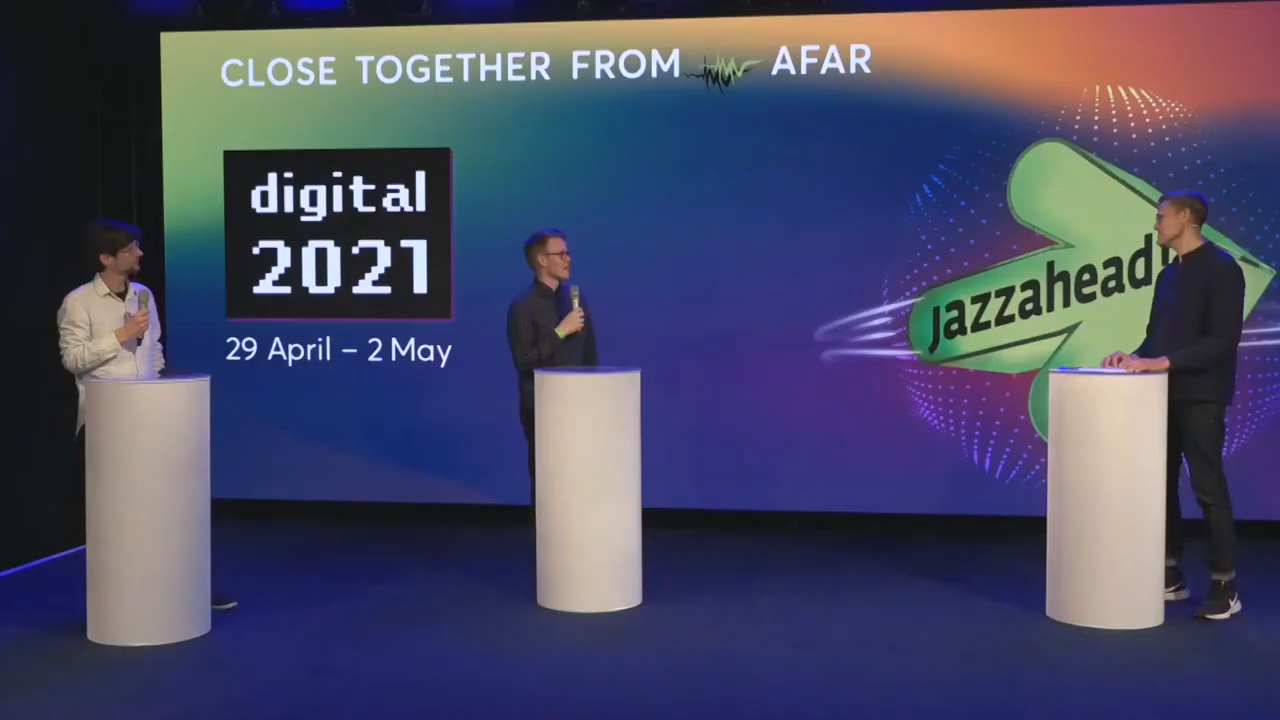 CLOSE TOGETHER FROM AFAR
digital
2021
29 April – 2 May
jazzahead!